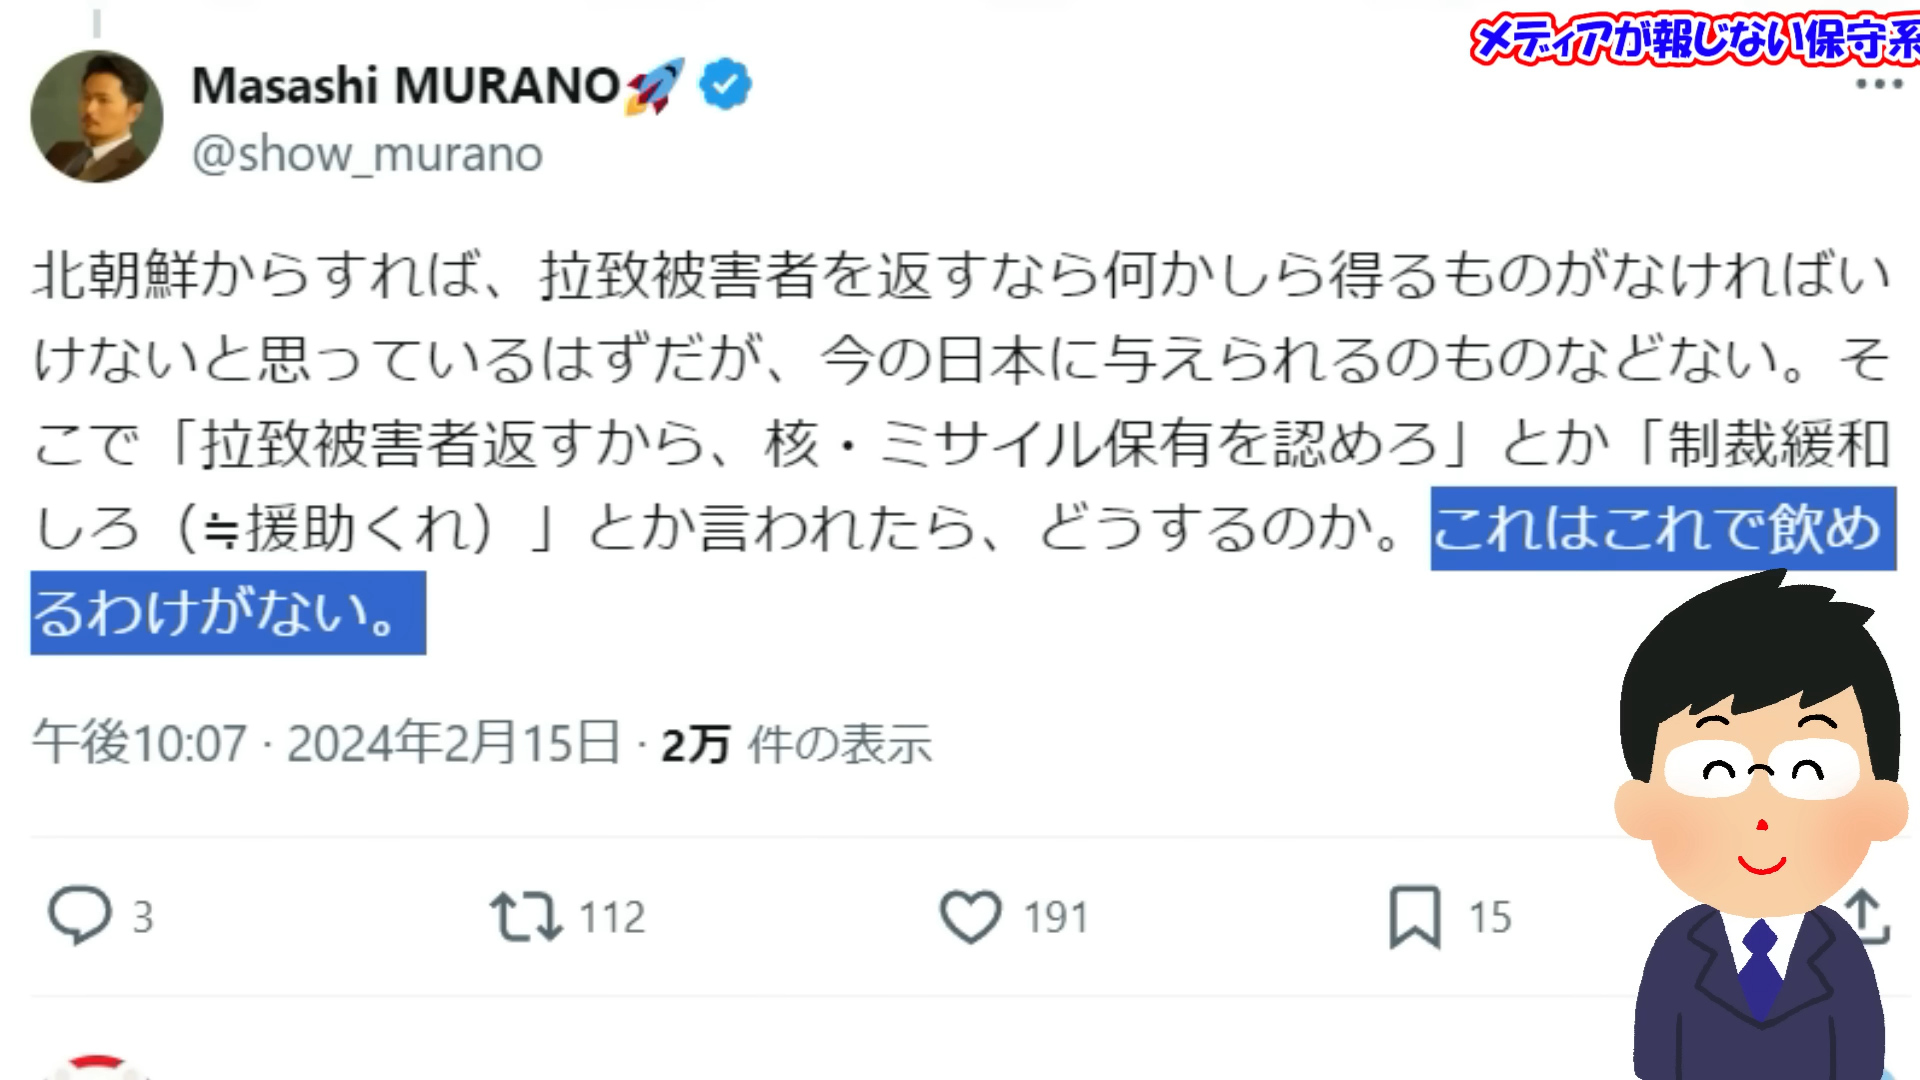 メディアが報じない保守系
Masashi MURANO🚀
@show_murano
北朝鮮からすれば、拉致被害者を返すなら何かしら得るものがなければい
けないと思っているはずだが、今の日本に与えられるのものなどない。そ
こで「拉致被害者返すから、核・ミサイル保有を認めろ」とか「制裁緩和
しろ（≒援助くれ）」とか言われたら、どうするのか。これはこれで飲め
るわけがない。
午後10:07 · 2024年2月15日 · 2万 件の表示
3 112 191 15